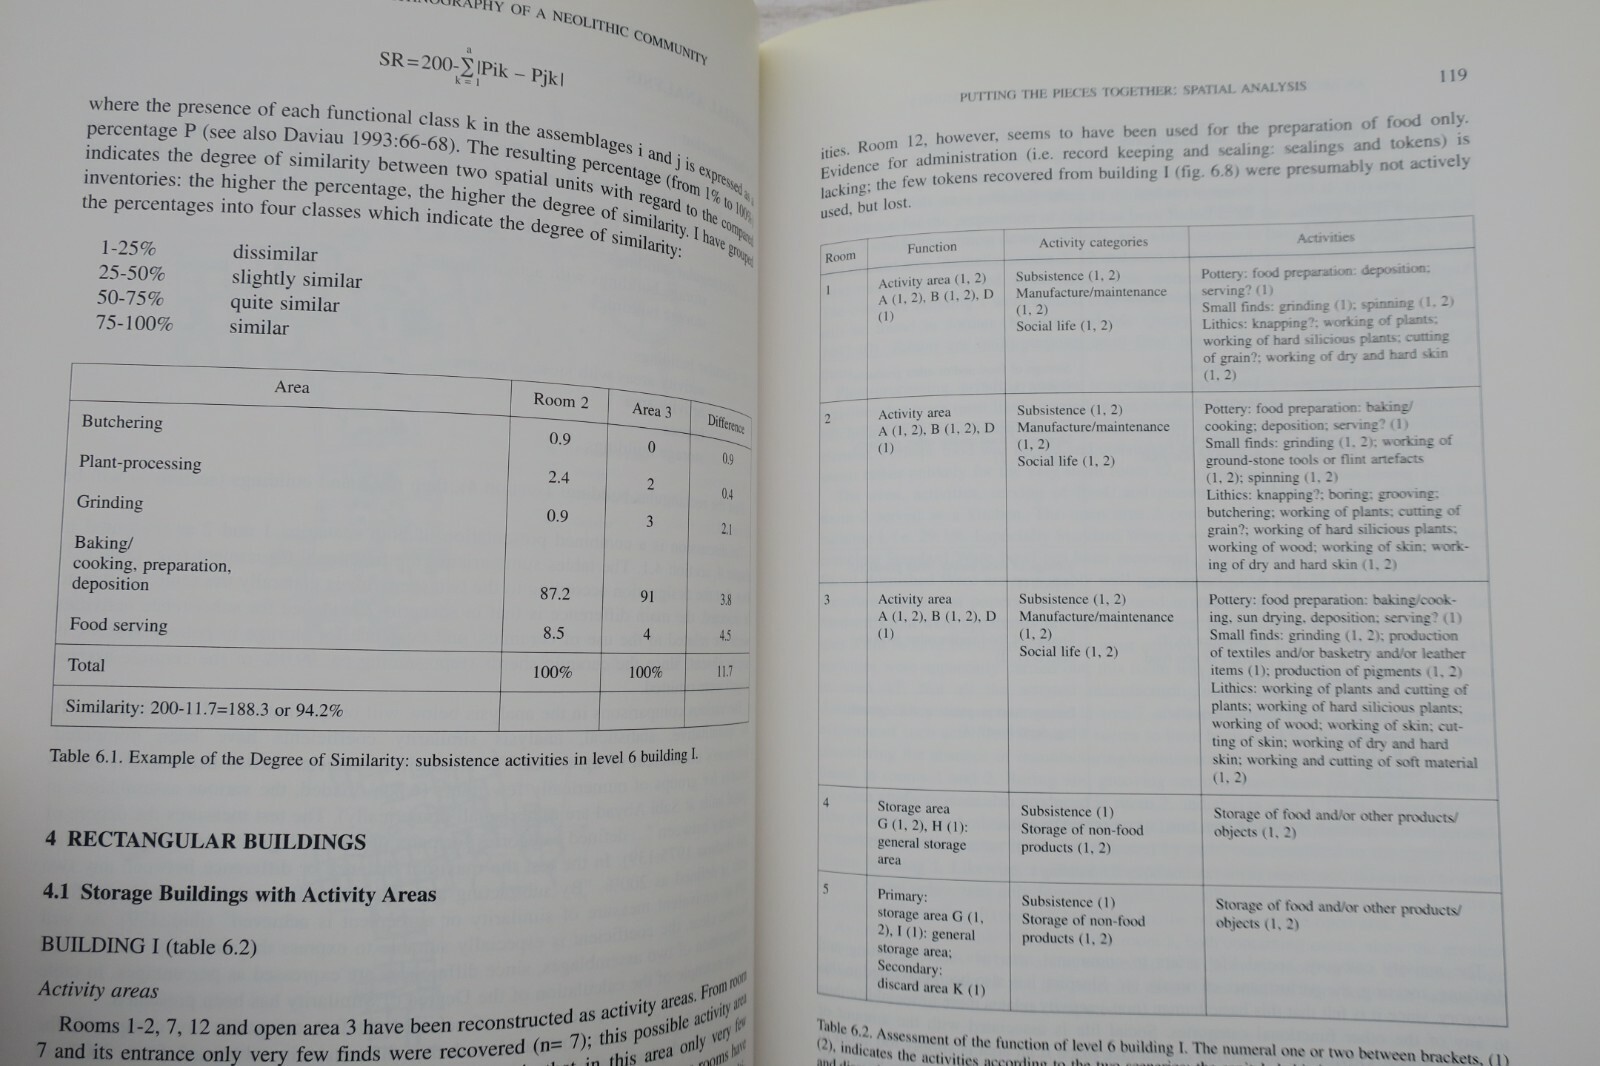 OF A NEOLITHIC COMMUNITY
SR=200-∑|Pik – Pjk|
a
k = 1
where the presence of each functional class k in the assemblages i and j is expressed as a
percentage P (see also Daviau 1993:66-68). The resulting percentage (from 1% to 100%)
indicates the degree of similarity between two spatial units with regard to the compared
inventories: the higher the percentage, the higher the degree of similarity. I have grouped
the percentages into four classes which indicate the degree of similarity:
1-25% dissimilar
25-50% slightly similar
50-75% quite similar
75-100% similar
Area Room 2 Area 3 Difference
Butchering 0.9 0 0.9
Plant-processing 2.4 2 0.4
Grinding 0.9 3 2.1
Baking/
cooking, preparation,
deposition 87.2 91 3.8
Food serving 8.5 4 4.5
Total 100% 100% 11.7
Similarity: 200-11.7=188.3 or 94.2%
Table 6.1. Example of the Degree of Similarity: subsistence activities in level 6 building I.
4 RECTANGULAR BUILDINGS
4.1 Storage Buildings with Activity Areas
BUILDING I (table 6.2)
Activity areas
Rooms 1-2, 7, 12 and open area 3 have been reconstructed as activity areas. From room
7 and its entrance only very few finds were recovered (n= 7); this possible activity area
in this area only very few
rooms have
PUTTING THE PIECES TOGETHER: SPATIAL ANALYSIS 119
ities. Room 12, however, seems to have been used for the preparation of food only.
Evidence for administration (i.e. record keeping and sealing: sealings and tokens) is
lacking; the few tokens recovered from building I (fig. 6.8) were presumably not actively
used, but lost.
Room Function Activity categories Activities
1
Activity area (1, 2)
A (1, 2), B (1, 2), D
(1)
Subsistence (1, 2)
Manufacture/maintenance
(1, 2)
Social life (1, 2)
Pottery: food preparation: deposition;
serving? (1)
Small finds: grinding (1); spinning (1, 2)
Lithics: knapping?; working of plants;
working of hard silicious plants; cutting
of grain?; working of dry and hard skin
(1, 2)
2
Activity area
A (1, 2), B (1, 2), D
(1)
Subsistence (1, 2)
Manufacture/maintenance
(1, 2)
Social life (1, 2)
Pottery: food preparation: baking/
cooking; deposition; serving? (1)
Small finds: grinding (1, 2); working of
ground-stone tools or flint artefacts
(1, 2); spinning (1, 2)
Lithics: knapping?; boring; grooving;
butchering; working of plants; cutting of
grain?; working of hard silicious plants;
working of wood; working of skin; work-
ing of dry and hard skin (1, 2)
3
Activity area
A (1, 2), B (1, 2), D
(1)
Subsistence (1, 2)
Manufacture/maintenance
(1, 2)
Social life (1, 2)
Pottery: food preparation: baking/cook-
ing, sun drying, deposition; serving? (1)
Small finds: grinding (1, 2); production
of textiles and/or basketry and/or leather
items (1); production of pigments (1, 2)
Lithics: working of plants and cutting of
plants; working of hard silicious plants;
working of wood; working of skin; cut-
ting of skin; working of dry and hard
skin; working and cutting of soft material
(1, 2)
4
Storage area
G (1, 2), H (1):
general storage
area
Subsistence (1)
Storage of non-food
products (1, 2)
Storage of food and/or other products/
objects (1, 2)
5
Primary:
storage area G (1,
2), I (1): general
storage area;
Secondary:
discard area K (1)
Subsistence (1)
Storage of non-food
products (1, 2)
Storage of food and/or other products/
objects (1, 2)
Table 6.2. Assessment of the function of level 6 building I. The numeral one or two between brackets, (1)
(2), indicates the activities according to the two